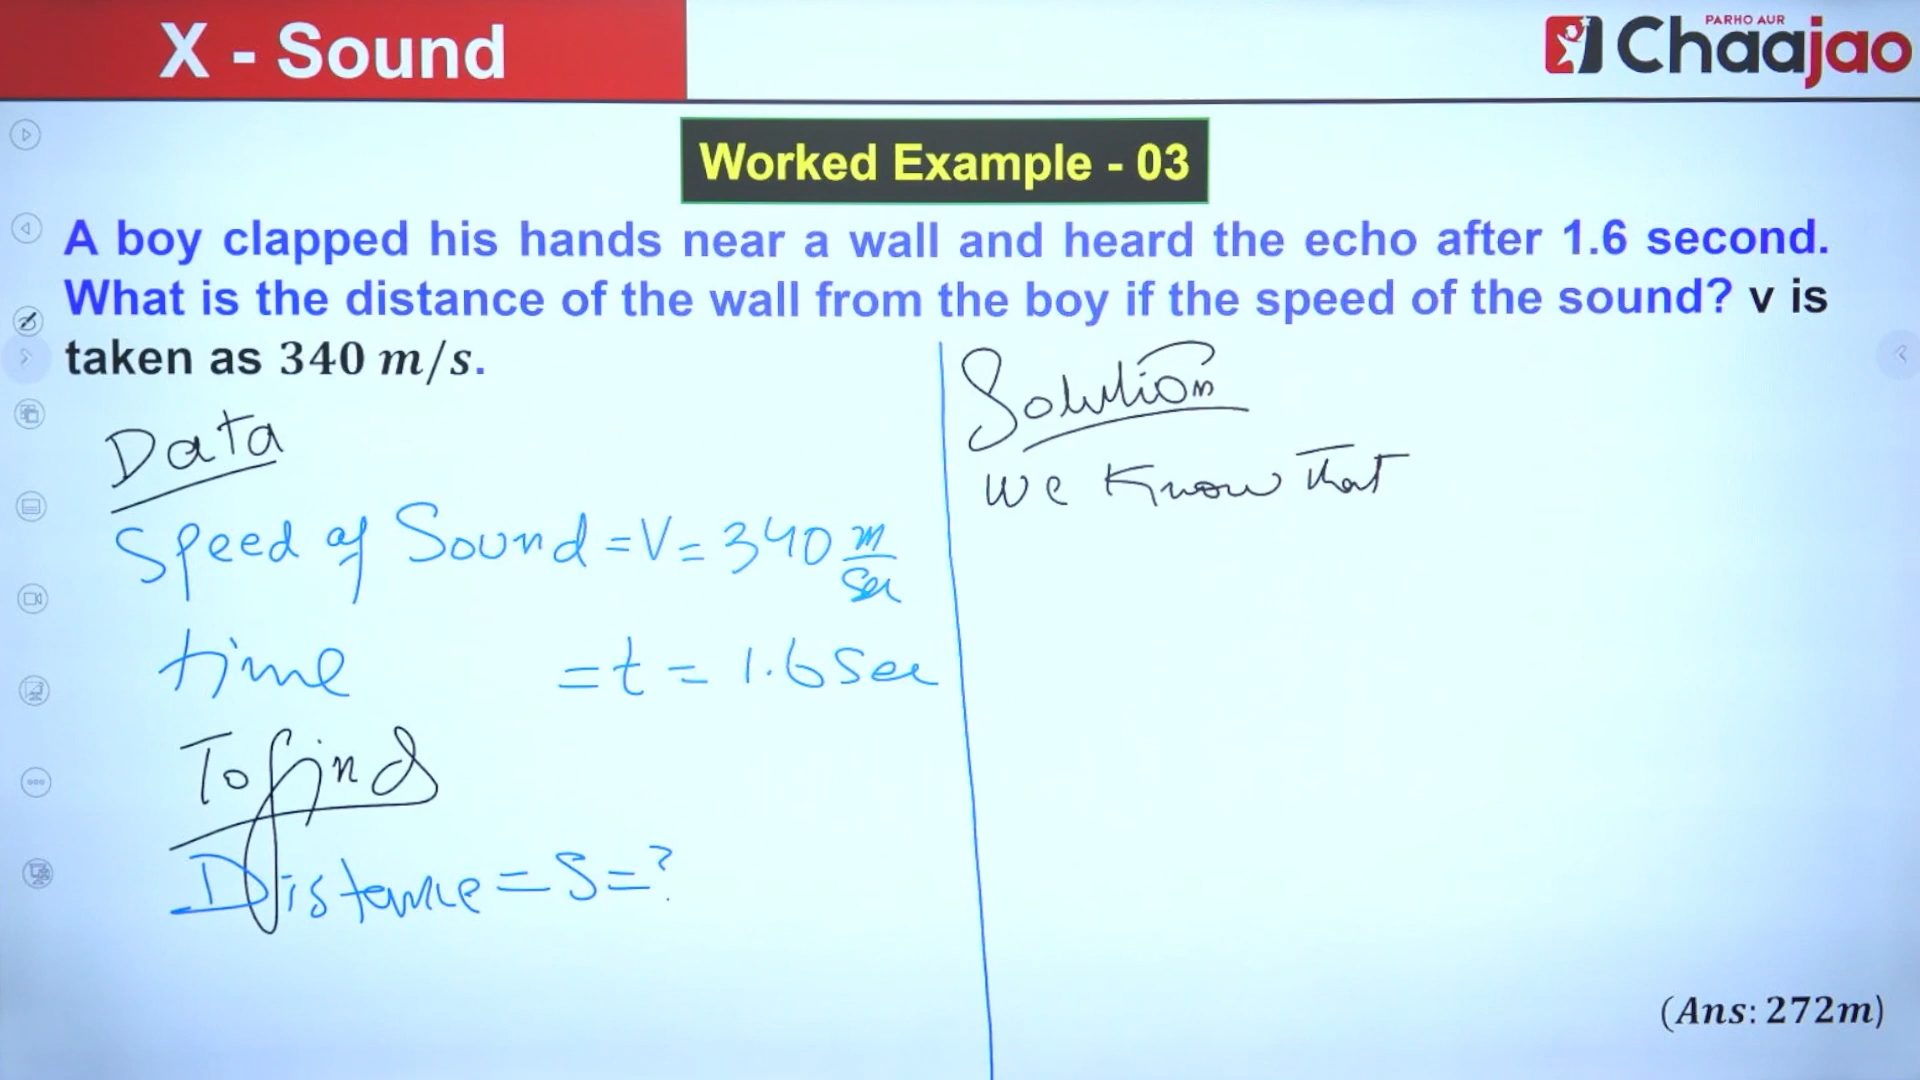 X - Sound
PARHO AUR
Chaajao
Worked Example - 03
A boy clapped his hands near a wall and heard the echo after 1.6 second.
What is the distance of the wall from the boy if the speed of the sound? v is
taken as 340 m/s.
Data
Speed of Sound = V = 340 m/sec
time = t = 1.6 Sec
To find
Distance = S = ?
Solution
We Know That
(Ans: 272m)